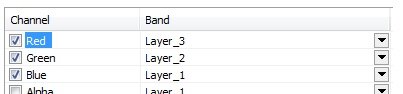 Channel Band
Red Layer_3
Green Layer_2
Blue Layer_1
Alpha Layer_1